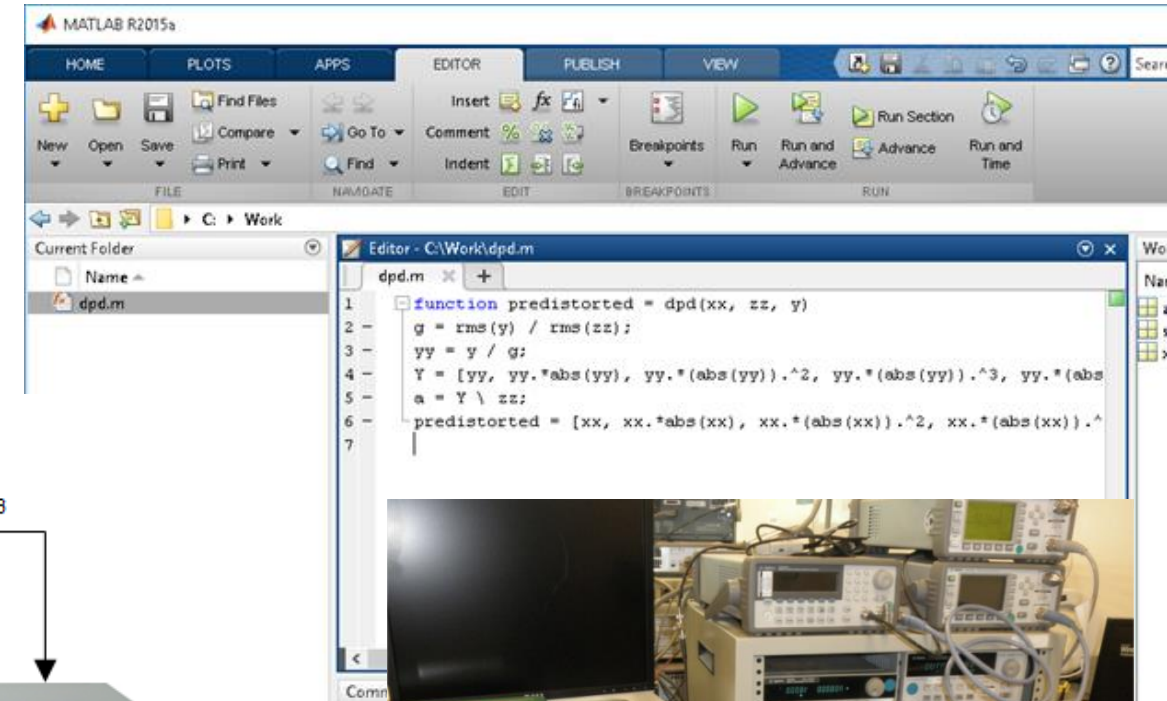 MATLAB R2015a
HOME PLOTS APPS EDITOR PUBLISH VIEW
New Open Save
Find Files
Compare
Print
FILE
Go To
Find
NAVIGATE
Insert fx
Comment
Indent
EDIT
Breakpoints
BREAKPOINTS
Run
Run and
Advance
Run Section
Advance
Run and
Time
RUN
C: Work
Current Folder
Name
dpd.m
Editor - C:\Work\dpd.m
dpd.m
1 function predistorted = dpd(xx, zz, y)
2 - g = rms(y) / rms(zz);
3 - yy = y / g;
4 - Y = [yy, yy.*abs(yy), yy.*(abs(yy)).^2, yy.*(abs(yy)).^3, yy.*(abs
5 - a = Y \ zz;
6 - predistorted = [xx, xx.*abs(xx), xx.*(abs(xx)).^2, xx.*(abs(xx)).^
7